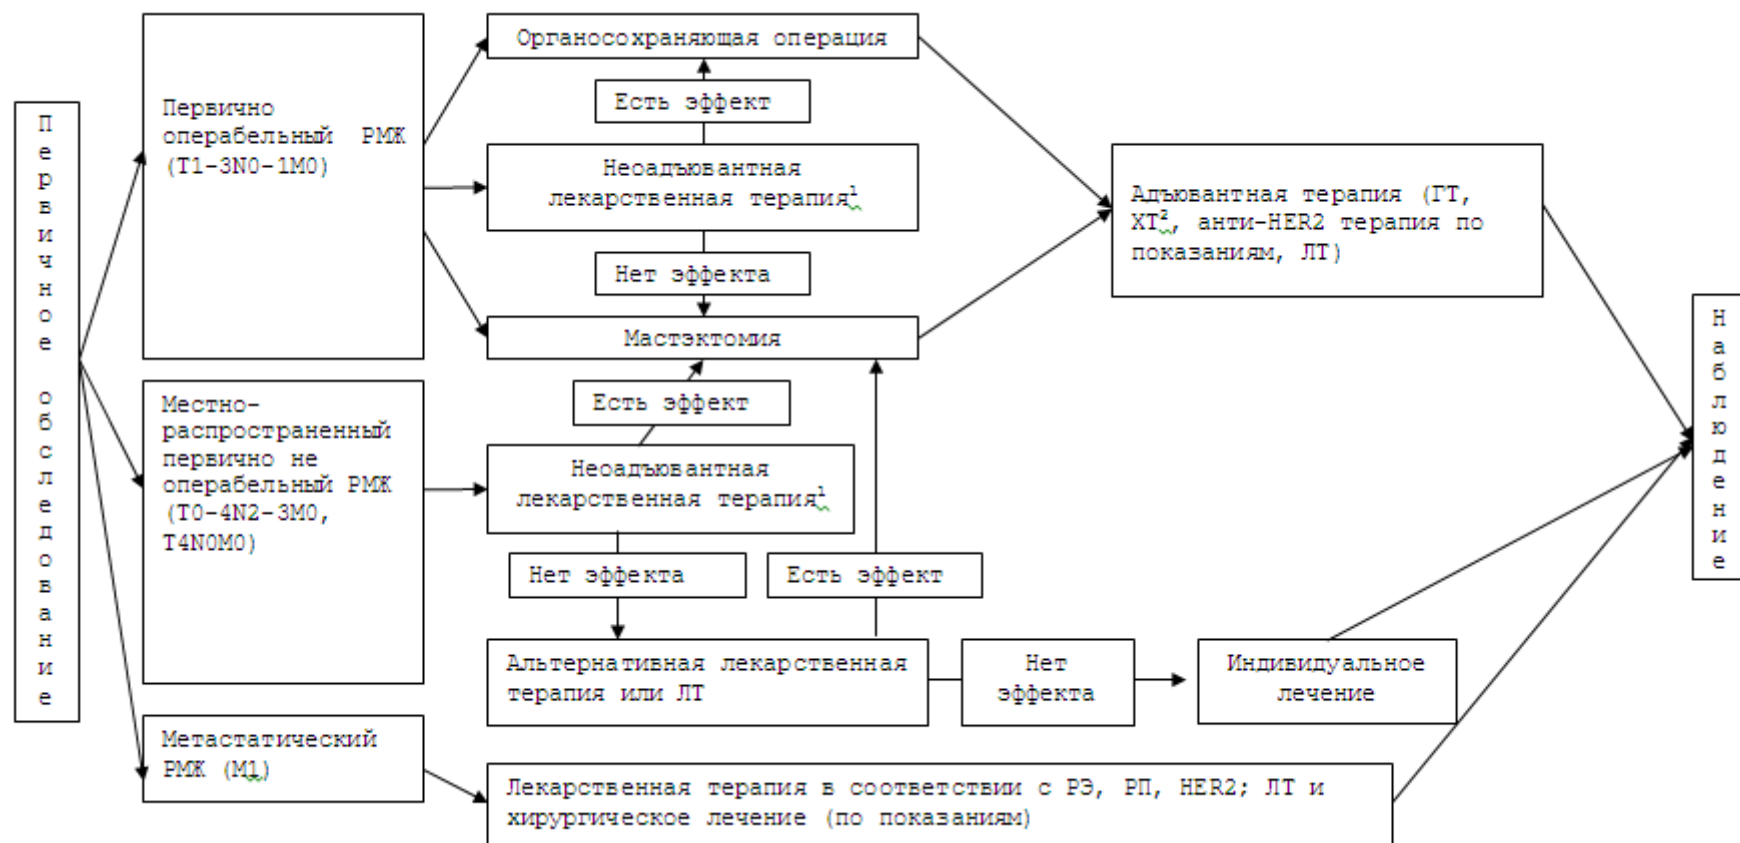 Первичное обследование
Первично
операбельный РМЖ
(T1-3N0-1M0)
Органосохраняющая операция
Есть эффект
Неоадъювантная
лекарственная терапия¹
Нет эффекта
Мастэктомия
Адъювантная терапия (ГТ,
ХТ², анти-HER2 терапия по
показаниям, ЛТ)
Местно-
распространенный
первично не
операбельный РМЖ
(T0-4N2-3M0,
T4N0M0)
Есть эффект
Неоадъювантная
лекарственная терапия¹
Нет эффекта
Есть эффект
Альтернативная лекарственная
терапия или ЛТ
Нет
эффекта
Индивидуальное
лечение
Метастатический
РМЖ (M1)
Лекарственная терапия в соответствии с РЭ, РП, HER2; ЛТ и
хирургическое лечение (по показаниям)
Наблюдение